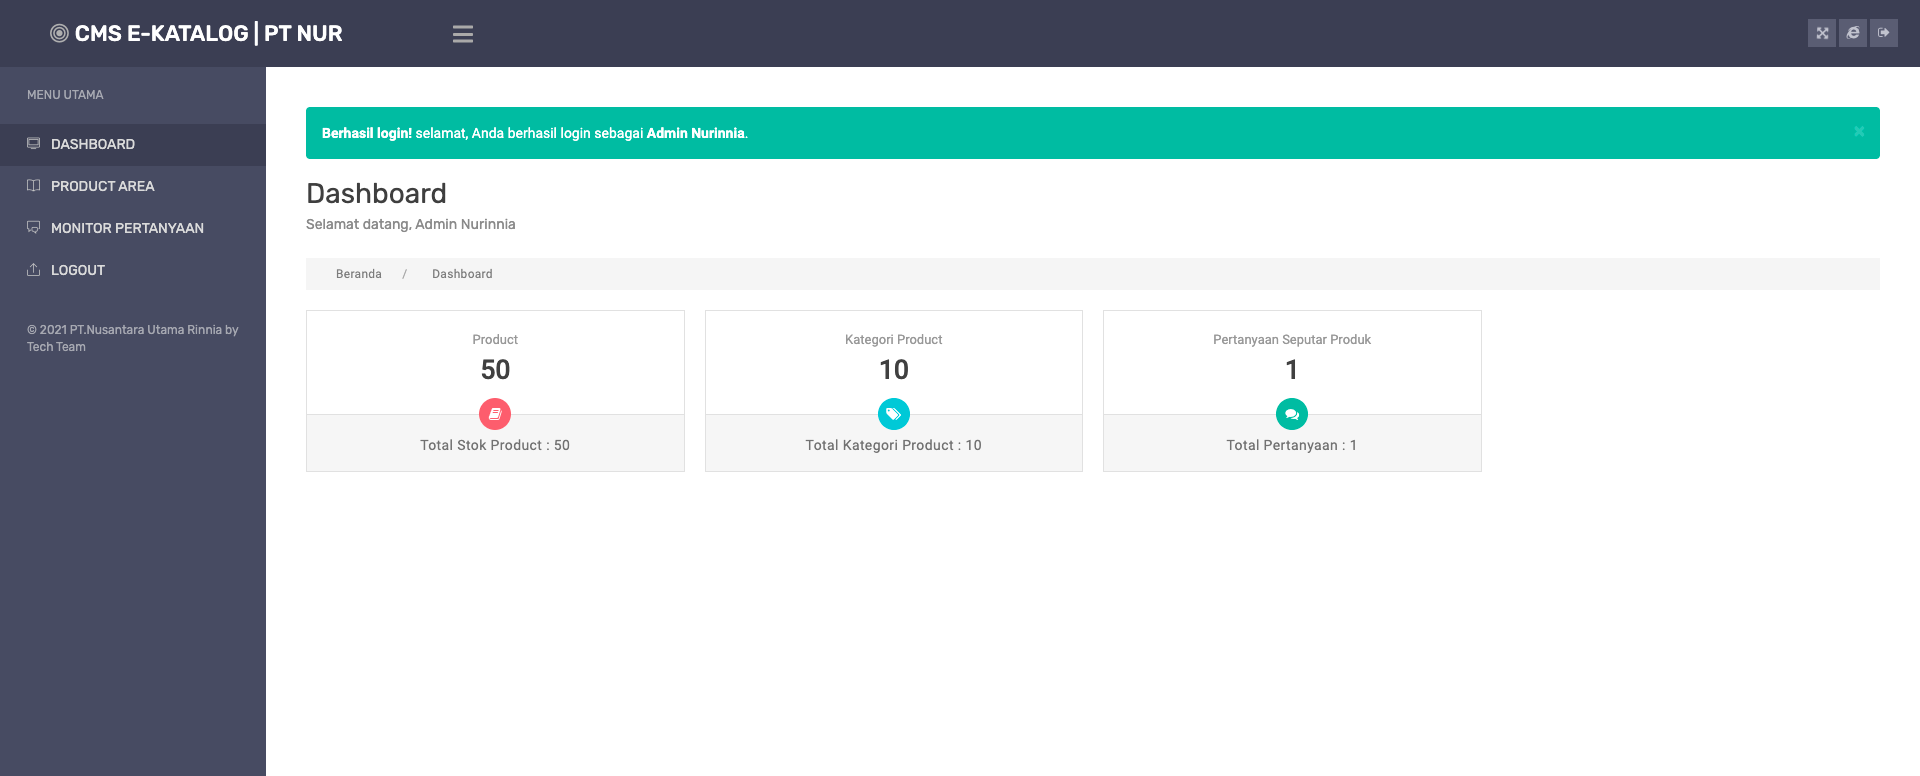 CMS E-KATALOG | PT NUR
MENU UTAMA
DASHBOARD
PRODUCT AREA
MONITOR PERTANYAAN
LOGOUT
© 2021 PT.Nusantara Utama Rinnia by
Tech Team
Berhasil login! selamat, Anda berhasil login sebagai Admin Nurinnia.
Dashboard
Selamat datang, Admin Nurinnia
Beranda / Dashboard
Product
50
Total Stok Product : 50
Kategori Product
10
Total Kategori Product : 10
Pertanyaan Seputar Produk
1
Total Pertanyaan : 1